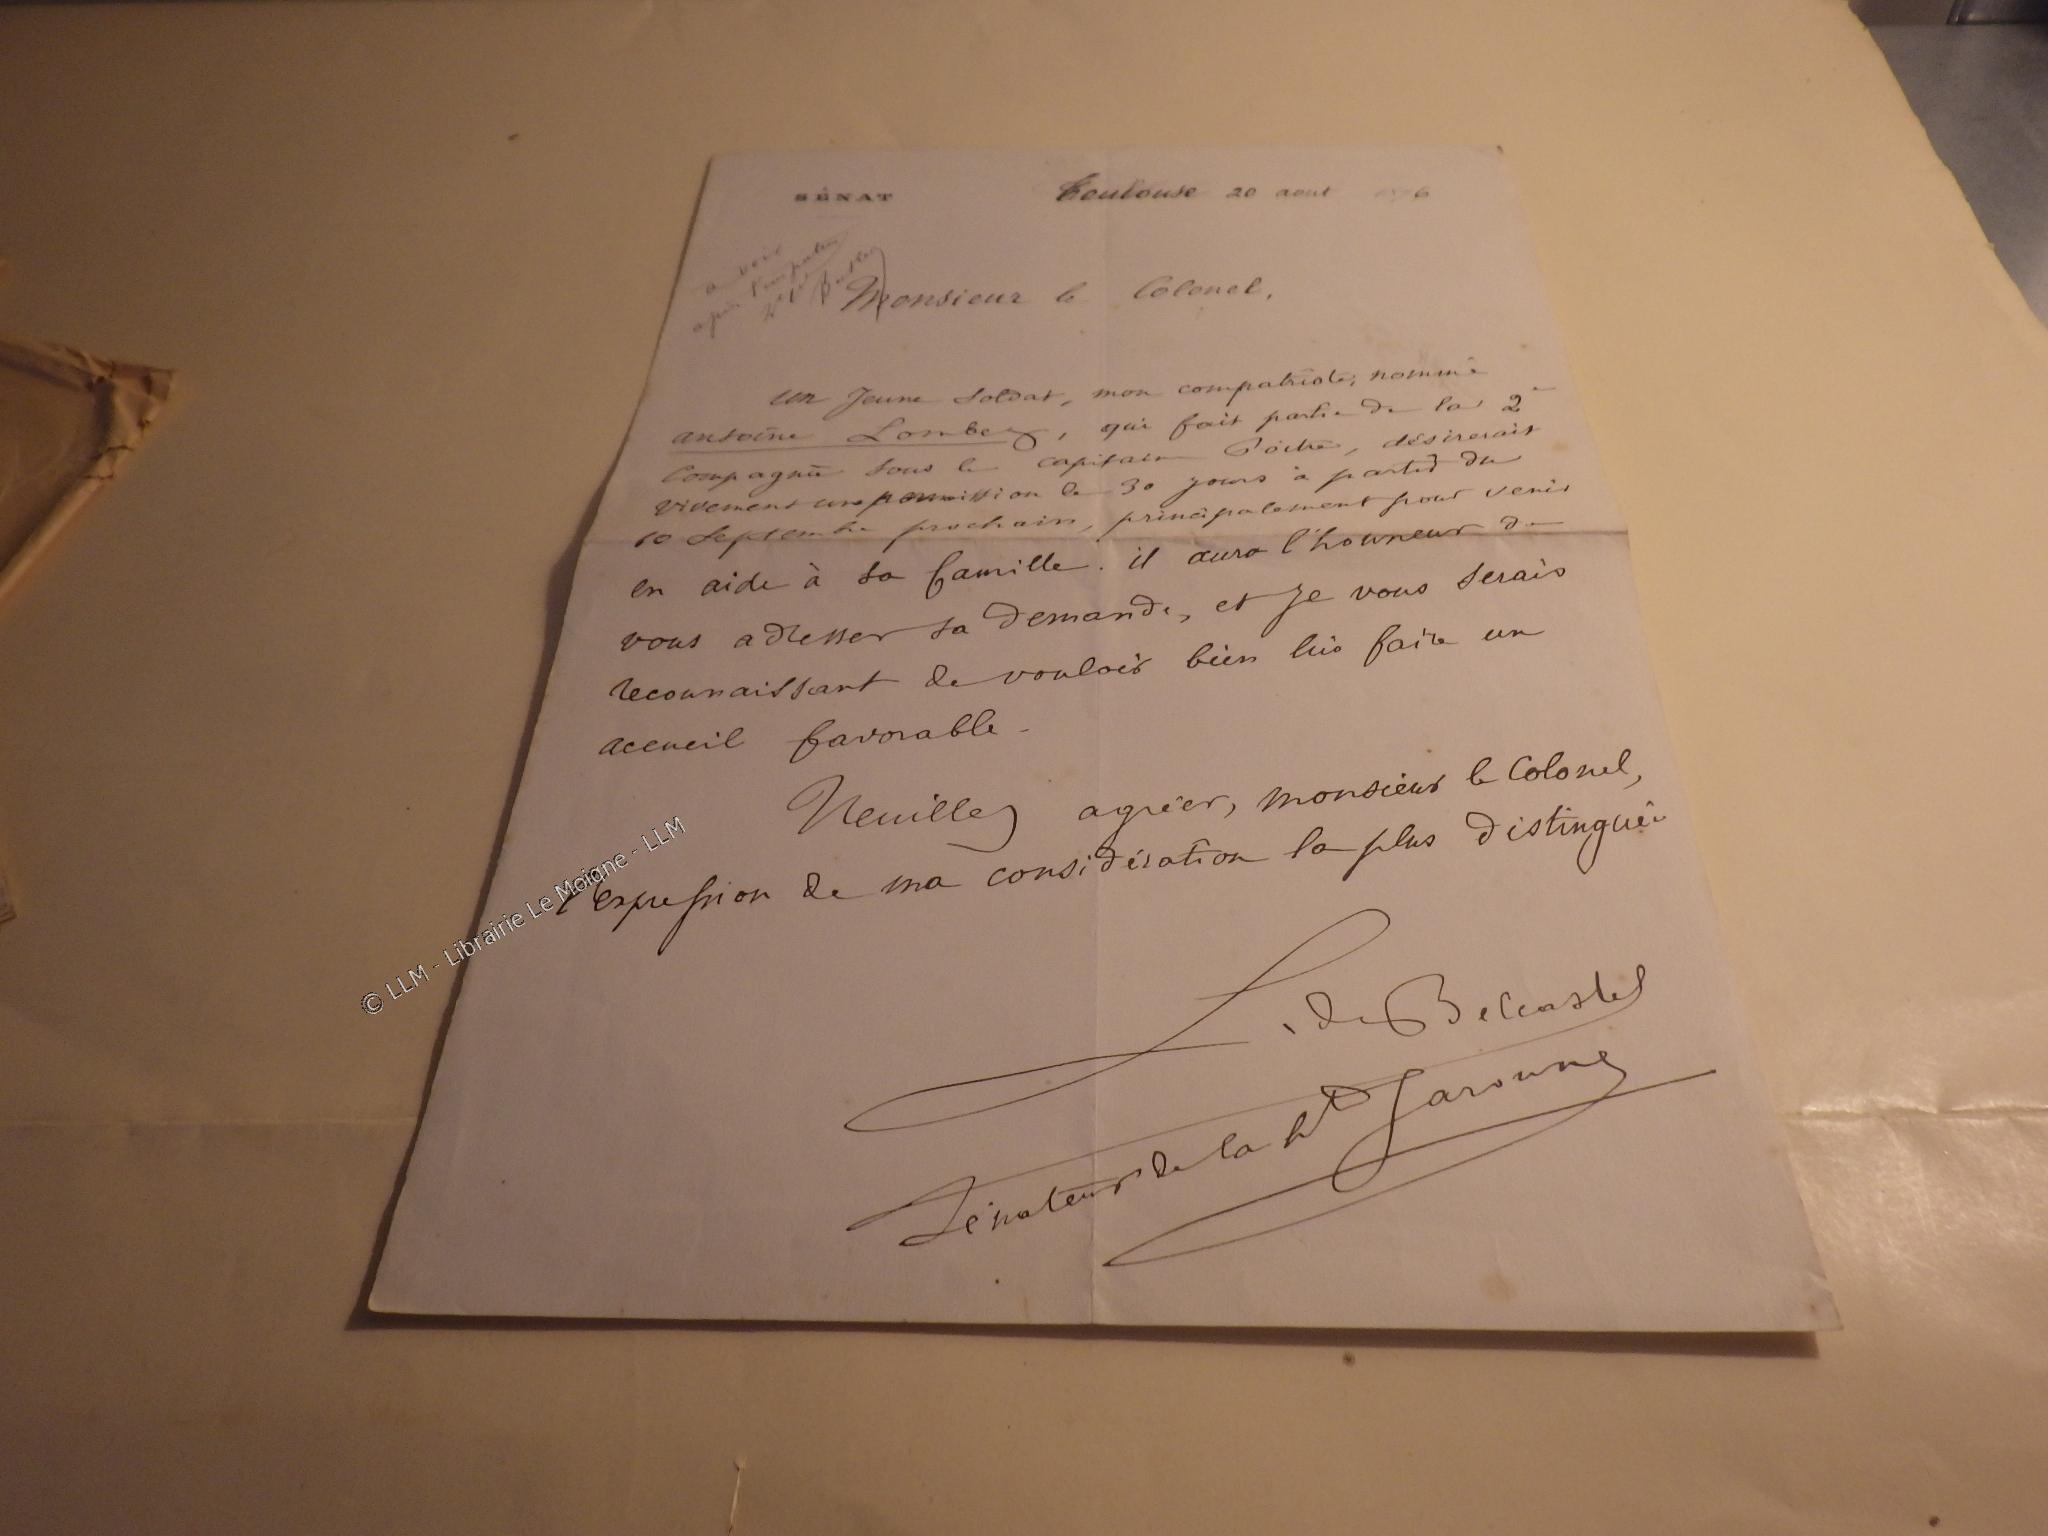 SÉNAT
Toulouse 20 aout
a voir
Monsieur le Colonel,
un jeune soldat, mon compatriote, nommé
antoine Lombez, qui fait partie de la 2e
Compagnie sous le capitaine, désirerait
vivement une permission de 30 jours à partir du
10 Septembre prochain, principalement pour venir
en aide à sa famille. il aura l'honneur de
vous adresser sa demande, et je vous serais
reconnaissant de vouloir bien lui faire un
accueil favorable.
Veuillez agréer, monsieur le Colonel,
l'expression de ma considération la plus distinguée
L. de Belcastel
Sénateur de la hte Garonne
© LLM - Librairie Le Moigne - LLM